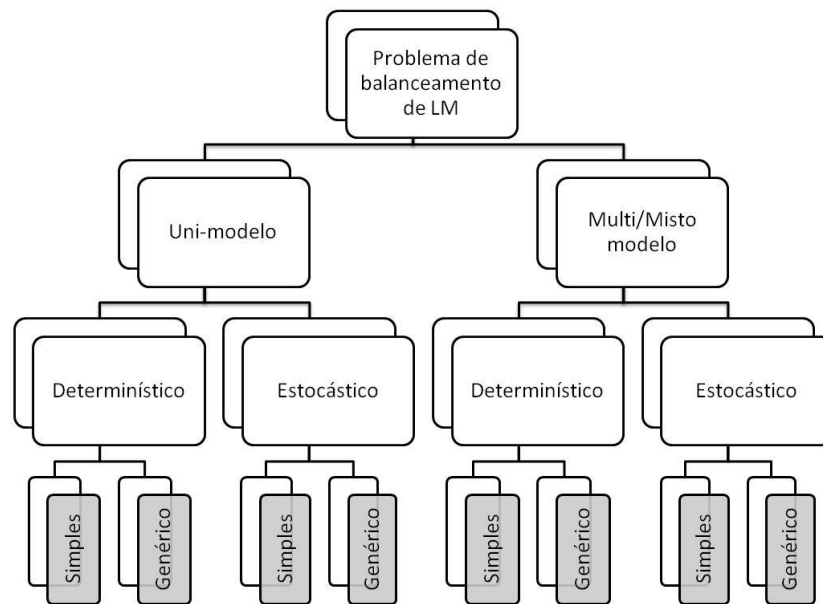 Problema de
balanceamento
de LM
Uni-modelo
Multi/Misto
modelo
Determinístico
Estocástico
Determinístico
Estocástico
Simples
Genérico
Simples
Genérico
Simples
Genérico
Simples
Genérico